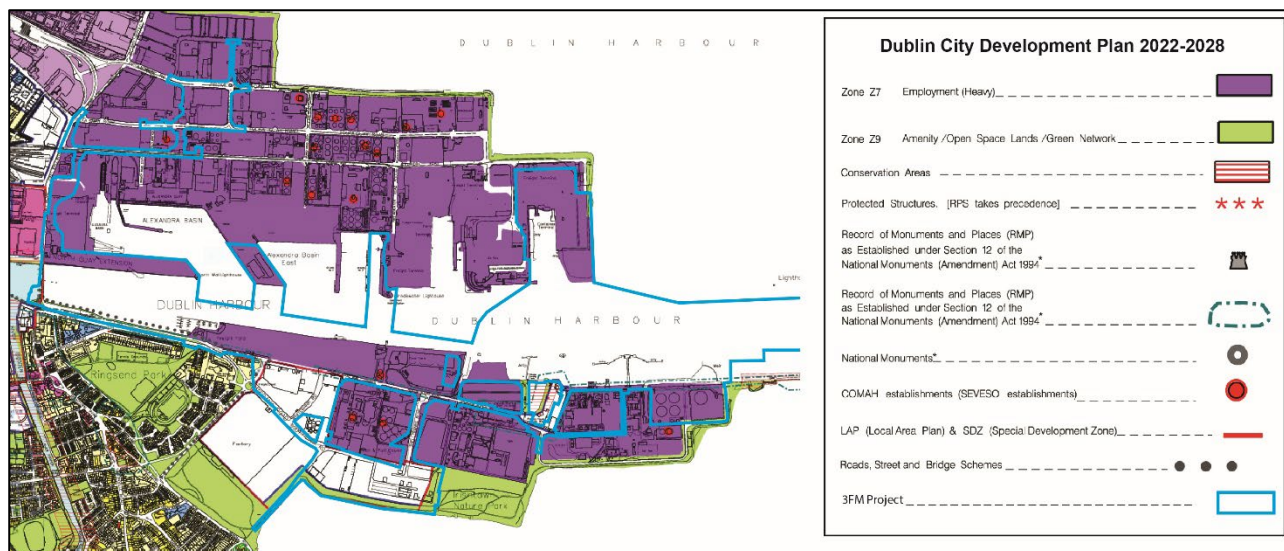 DUBLIN HARBOUR
ALEXANDRA BASIN
Alexandra Basin
East
DUBLIN HARBOUR
DUBLIN HARBOUR
Ringsend Park
Factory
Nature Park
Dublin City Development Plan 2022-2028
Zone Z7 Employment (Heavy)
Zone Z9 Amenity /Open Space Lands /Green Network
Conservation Areas
Protected Structures. [RPS takes precedence]
Record of Monuments and Places (RMP)
as Established under Section 12 of the
National Monuments (Amendment) Act 1994*
Record of Monuments and Places (RMP)
as Established under Section 12 of the
National Monuments (Amendment) Act 1994*
National Monuments*
COMAH establishments (SEVESO establishments)
LAP (Local Area Plan) & SDZ (Special Development Zone)
Roads, Street and Bridge Schemes
3FM Project